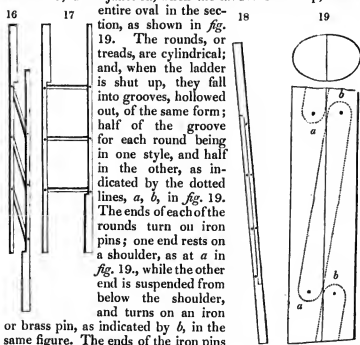 16 17
18 19
entire oval in the sec-
tion, as shown in fig.
19. The rounds, or
treads, are cylindrical;
and, when the ladder
is shut up, they fall
into grooves, hollowed
out, of the same form;
half of the groove
for each round being
in one style, and half
in the other, as in-
dicated by the dotted
lines, a, b, in fig. 19.
The ends of each of the
rounds turn on iron
pins; one end rests on
a shoulder, as at a in
fig. 19., while the other
end is suspended from
below the shoulder,
and turns on an iron
or brass pin, as indicated by b, in the
same figure. The ends of the iron pins
b
a
b
a